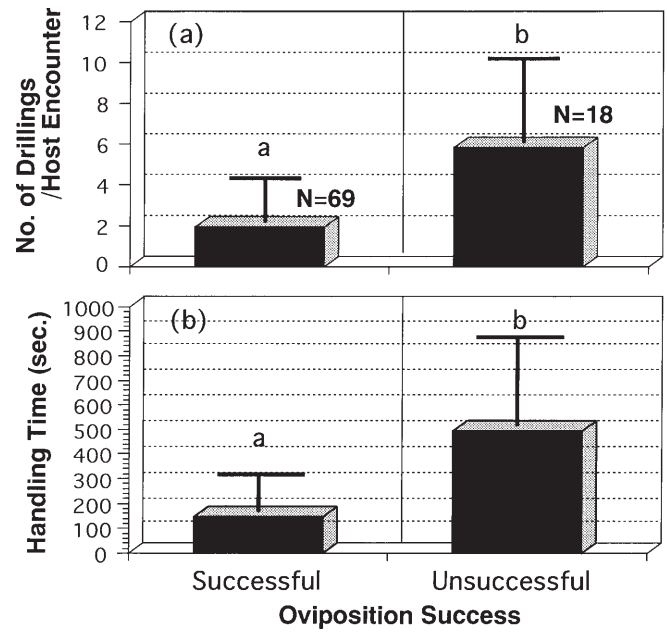 No. of Drillings
/Host Encounter
12
10
8
6
4
2
0
(a)
a
N=69
b
N=18
Handling Time (sec.)
1000
900
800
700
600
500
400
300
200
100
0
(b)
a
b
Successful
Unsuccessful
Oviposition Success